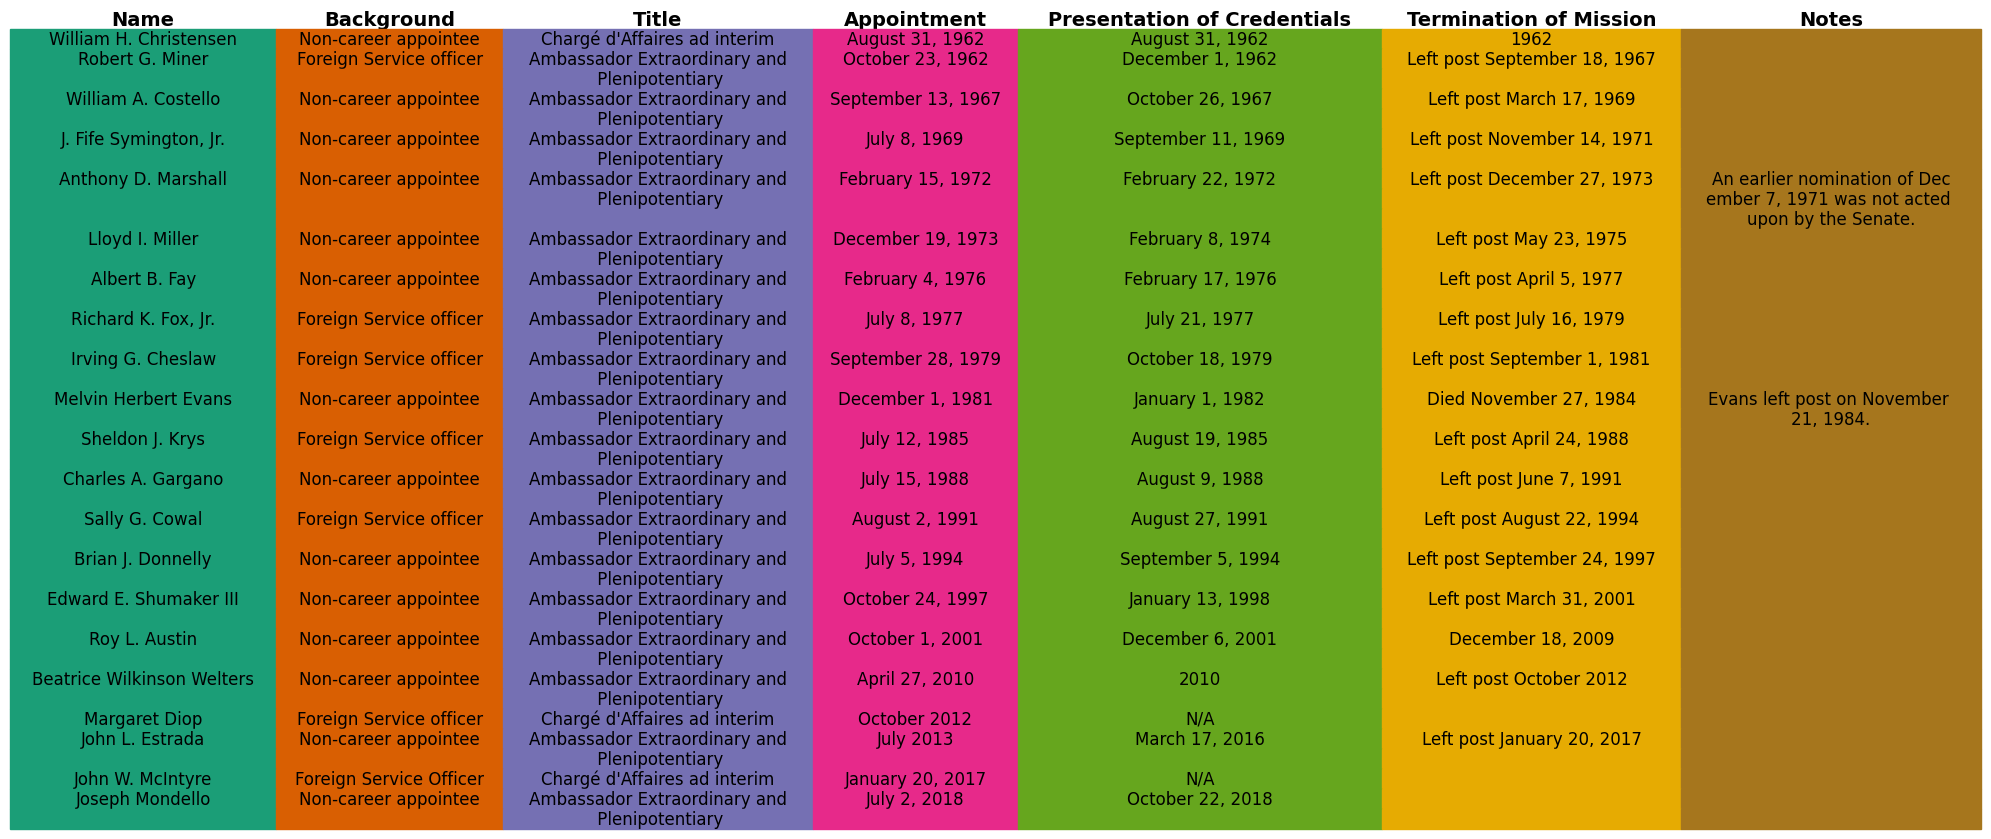 Name Background Title Appointment Presentation of Credentials Termination of Mission Notes
William H. Christensen Non-career appointee Chargé d'Affaires ad interim August 31, 1962 August 31, 1962 1962
Robert G. Miner Foreign Service officer Ambassador Extraordinary and October 23, 1962 December 1, 1962 Left post September 18, 1967
Plenipotentiary
William A. Costello Non-career appointee Ambassador Extraordinary and September 13, 1967 October 26, 1967 Left post March 17, 1969
Plenipotentiary
J. Fife Symington, Jr. Non-career appointee Ambassador Extraordinary and July 8, 1969 September 11, 1969 Left post November 14, 1971
Plenipotentiary
Anthony D. Marshall Non-career appointee Ambassador Extraordinary and February 15, 1972 February 22, 1972 Left post December 27, 1973 An earlier nomination of Dec
Plenipotentiary ember 7, 1971 was not acted
upon by the Senate.
Lloyd I. Miller Non-career appointee Ambassador Extraordinary and December 19, 1973 February 8, 1974 Left post May 23, 1975
Plenipotentiary
Albert B. Fay Non-career appointee Ambassador Extraordinary and February 4, 1976 February 17, 1976 Left post April 5, 1977
Plenipotentiary
Richard K. Fox, Jr. Foreign Service officer Ambassador Extraordinary and July 8, 1977 July 21, 1977 Left post July 16, 1979
Plenipotentiary
Irving G. Cheslaw Foreign Service officer Ambassador Extraordinary and September 28, 1979 October 18, 1979 Left post September 1, 1981
Plenipotentiary
Melvin Herbert Evans Non-career appointee Ambassador Extraordinary and December 1, 1981 January 1, 1982 Died November 27, 1984 Evans left post on November
Plenipotentiary 21, 1984.
Sheldon J. Krys Foreign Service officer Ambassador Extraordinary and July 12, 1985 August 19, 1985 Left post April 24, 1988
Plenipotentiary
Charles A. Gargano Non-career appointee Ambassador Extraordinary and July 15, 1988 August 9, 1988 Left post June 7, 1991
Plenipotentiary
Sally G. Cowal Foreign Service officer Ambassador Extraordinary and August 2, 1991 August 27, 1991 Left post August 22, 1994
Plenipotentiary
Brian J. Donnelly Non-career appointee Ambassador Extraordinary and July 5, 1994 September 5, 1994 Left post September 24, 1997
Plenipotentiary
Edward E. Shumaker III Non-career appointee Ambassador Extraordinary and October 24, 1997 January 13, 1998 Left post March 31, 2001
Plenipotentiary
Roy L. Austin Non-career appointee Ambassador Extraordinary and October 1, 2001 December 6, 2001 December 18, 2009
Plenipotentiary
Beatrice Wilkinson Welters Non-career appointee Ambassador Extraordinary and April 27, 2010 2010 Left post October 2012
Plenipotentiary
Margaret Diop Foreign Service officer Chargé d'Affaires ad interim October 2012 N/A
John L. Estrada Non-career appointee Ambassador Extraordinary and July 2013 March 17, 2016 Left post January 20, 2017
Plenipotentiary
John W. McIntyre Foreign Service Officer Chargé d'Affaires ad interim January 20, 2017 N/A
Joseph Mondello Non-career appointee Ambassador Extraordinary and July 2, 2018 October 22, 2018
Plenipotentiary